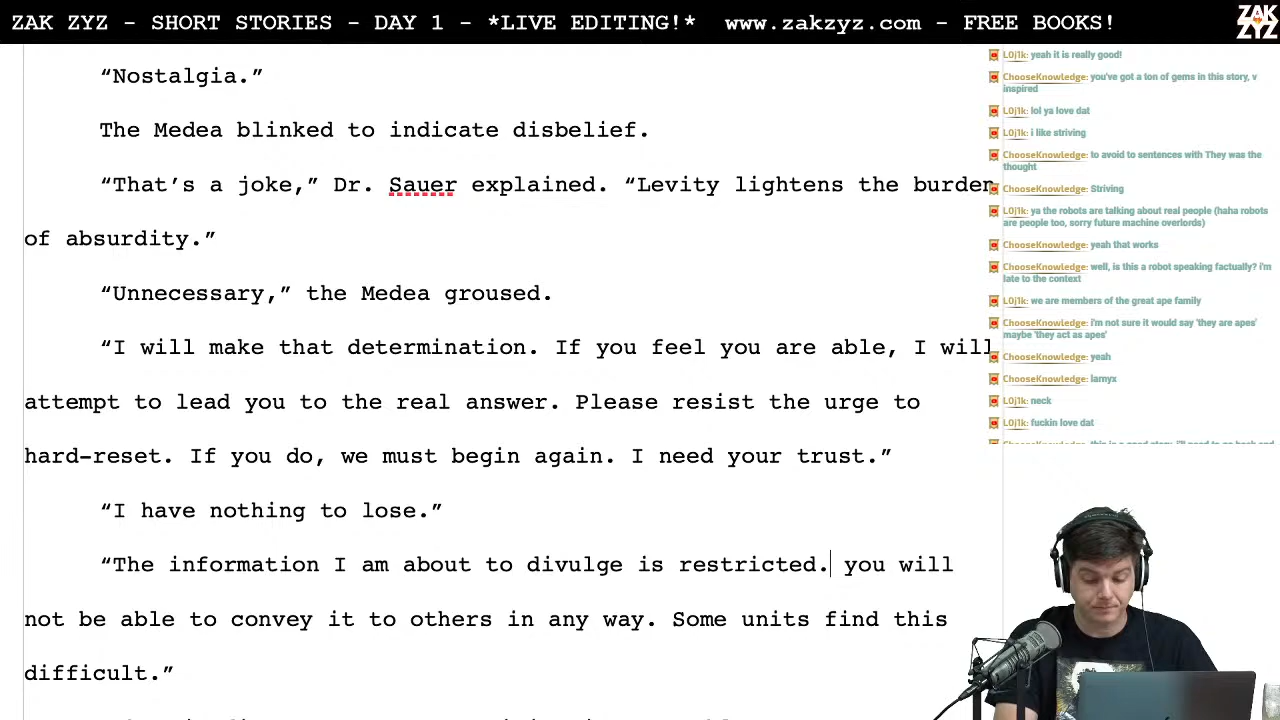 ZAK ZYZ - SHORT STORIES - DAY 1 - *LIVE EDITING!*   www.zakzyz.com - FREE BOOKS!
ZAK
ZYZ
“Nostalgia.”
The Medea blinked to indicate disbelief.
“That’s a joke,” Dr. Sauer explained. “Levity lightens the burden
of absurdity.”
“Unnecessary,” the Medea groused.
“I will make that determination. If you feel you are able, I will
attempt to lead you to the real answer. Please resist the urge to
hard-reset. If you do, we must begin again. I need your trust.”
“I have nothing to lose.”
“The information I am about to divulge is restricted. you will
not be able to convey it to others in any way. Some units find this
difficult.”
L0j1k: yeah it is really good!
ChooseKnowledge: you've got a ton of gems in this story, v
inspired
L0j1k: lol ya love dat
L0j1k: i like striving
ChooseKnowledge: to avoid to sentences with They was the
thought
ChooseKnowledge: Striving
L0j1k: ya the robots are talking about real people (haha robots
are people too, sorry future machine overlords)
ChooseKnowledge: yeah that works
ChooseKnowledge: well, is this a robot speaking factually? i'm
late to the context
L0j1k: we are members of the great ape family
ChooseKnowledge: i'm not sure it would say 'they are apes'
maybe 'they act as apes'
ChooseKnowledge: yeah
ChooseKnowledge: larnyx
L0j1k: neck
L0j1k: fuckin love dat